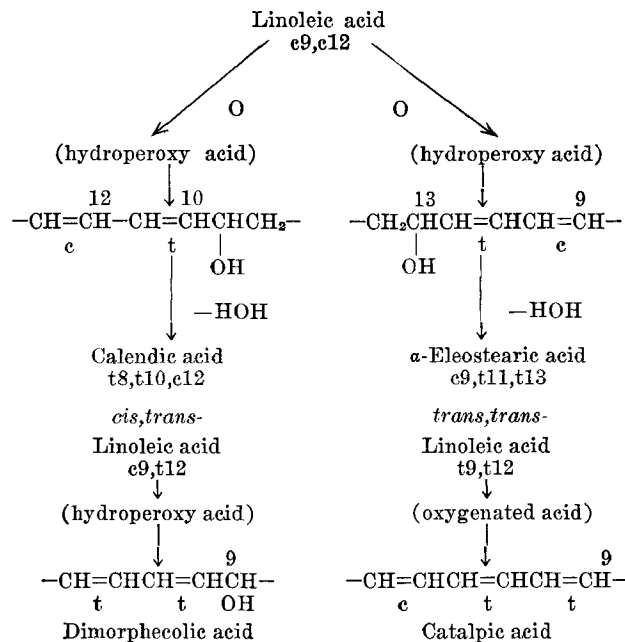 Linoleic acid
c9,c12
O O
(hydroperoxy acid) (hydroperoxy acid)
12 10 13 9
—CH=CH—CH=CHCHCH₂— —CH₂CHCH=CHCH=CH—
c t OH OH t c
—HOH —HOH
Calendic acid α-Eleostearic acid
t8,t10,c12 c9,t11,t13
cis,trans- trans,trans-
Linoleic acid Linoleic acid
c9,t12 t9,t12
(hydroperoxy acid) (oxygenated acid)
9 9
—CH=CHCH=CHCH— —CH=CHCH=CHCH=CH—
t t OH c t t
Dimorphecolic acid Catalpic acid